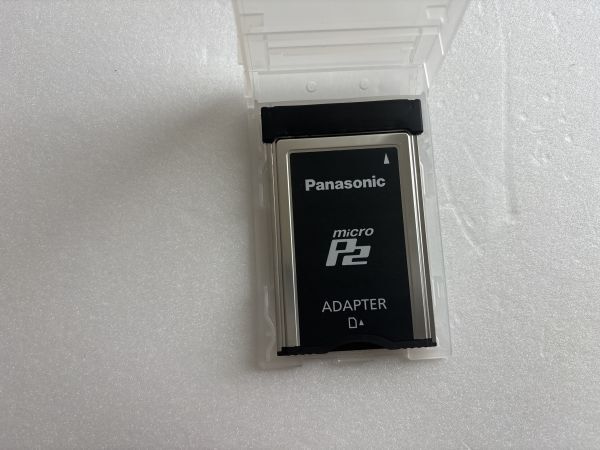 Panasonic
micro
P2
ADAPTER